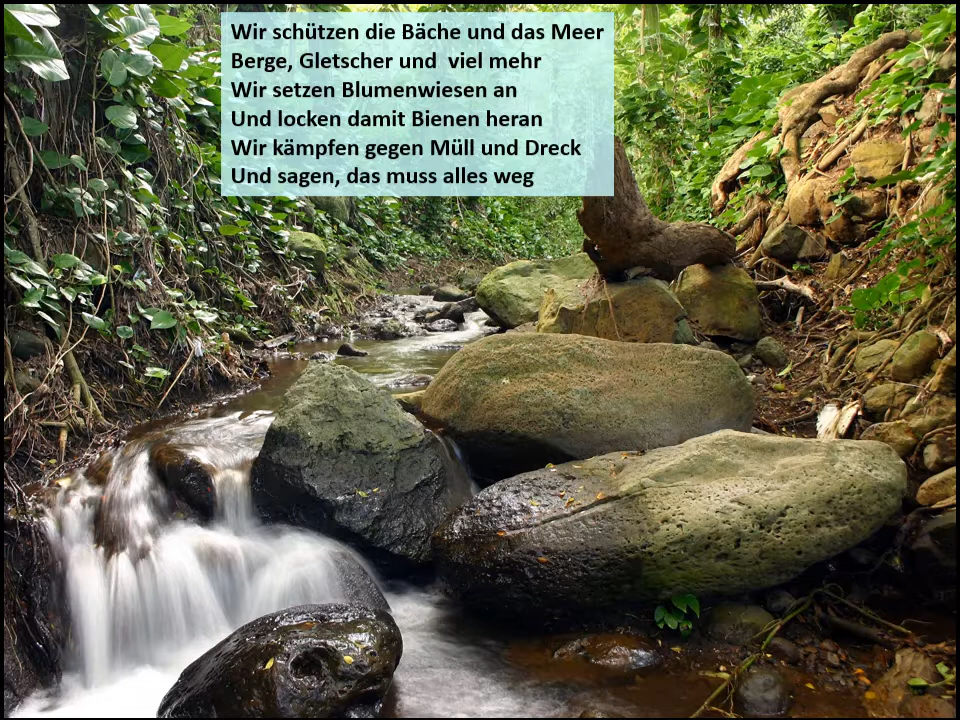 Wir schützen die Bäche und das Meer
Berge, Gletscher und  viel mehr
Wir setzen Blumenwiesen an
Und locken damit Bienen heran
Wir kämpfen gegen Müll und Dreck
Und sagen, das muss alles weg